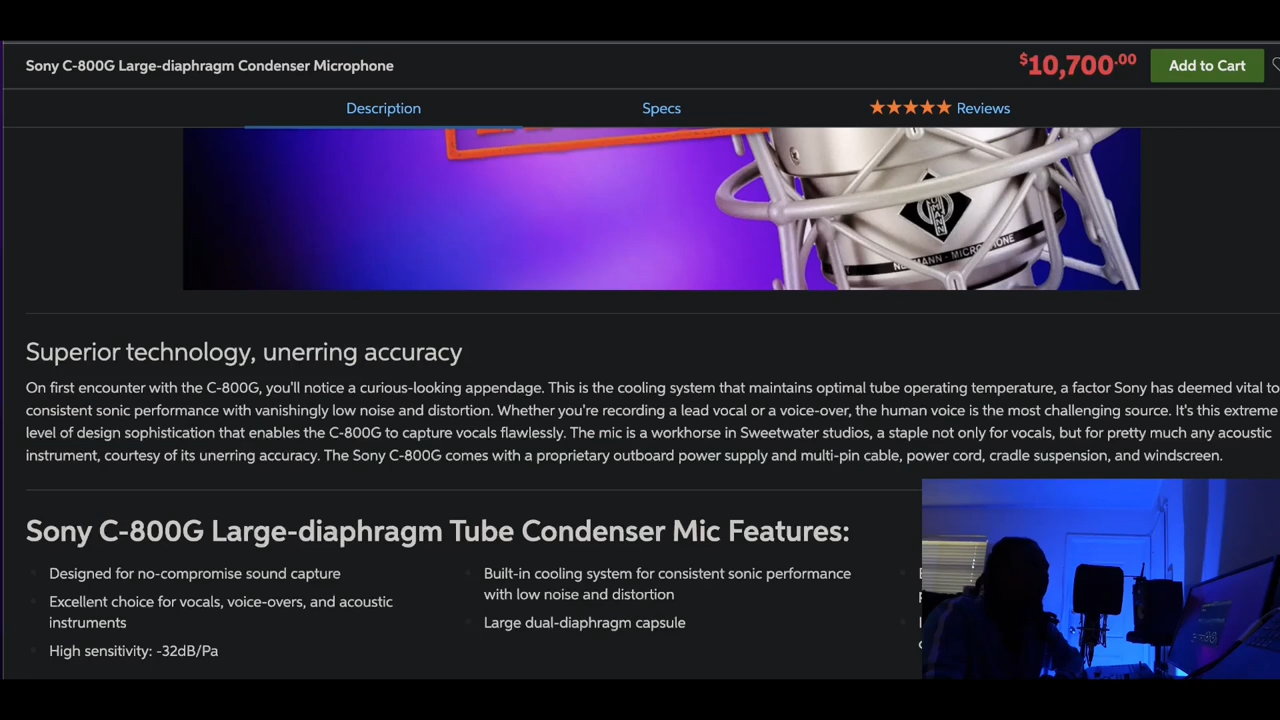 Sony C-800G Large-diaphragm Condenser Microphone
$10,700.00
Add to Cart
Description
Specs
Reviews
NEUMANN
MICROPHONE
Superior technology, unerring accuracy
On first encounter with the C-800G, you'll notice a curious-looking appendage. This is the cooling system that maintains optimal tube operating temperature, a factor Sony has deemed vital to
consistent sonic performance with vanishingly low noise and distortion. Whether you're recording a lead vocal or a voice-over, the human voice is the most challenging source. It's this extreme
level of design sophistication that enables the C-800G to capture vocals flawlessly. The mic is a workhorse in Sweetwater studios, a staple not only for vocals, but for pretty much any acoustic
instrument, courtesy of its unerring accuracy. The Sony C-800G comes with a proprietary outboard power supply and multi-pin cable, power cord, cradle suspension, and windscreen.
Sony C-800G Large-diaphragm Tube Condenser Mic Features:
Designed for no-compromise sound capture
Excellent choice for vocals, voice-overs, and acoustic
instruments
High sensitivity: -32dB/Pa
Built-in cooling system for consistent sonic performance
with low noise and distortion
Large dual-diaphragm capsule